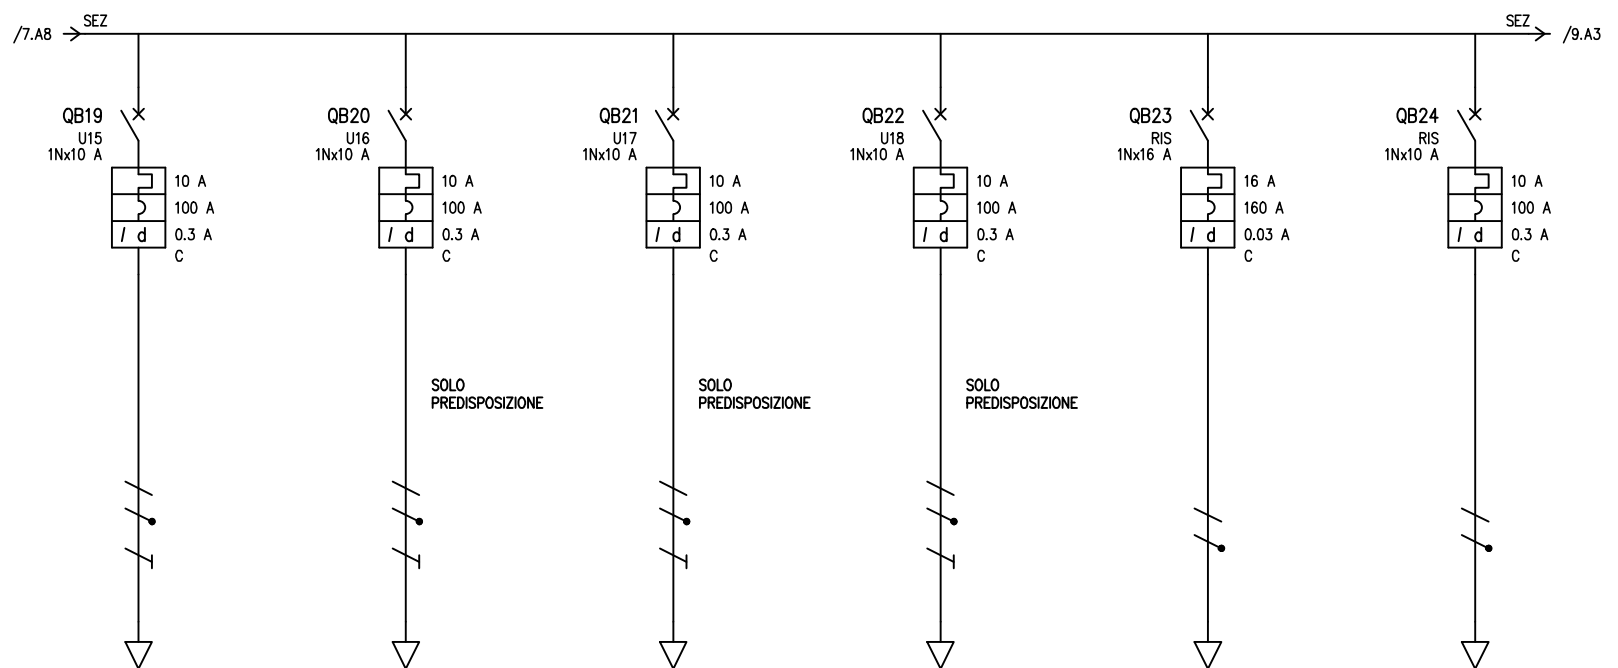 /7.A8
SEZ
SEZ
/9.A3
QB19
U15
1Nx10 A
10 A
100 A
I d
0.3 A
C
QB20
U16
1Nx10 A
10 A
100 A
I d
0.3 A
C
SOLO
PREDISPOSIZIONE
QB21
U17
1Nx10 A
10 A
100 A
I d
0.3 A
C
SOLO
PREDISPOSIZIONE
QB22
U18
1Nx10 A
10 A
100 A
I d
0.3 A
C
SOLO
PREDISPOSIZIONE
QB23
RIS
1Nx16 A
16 A
160 A
I d
0.03 A
C
QB24
RIS
1Nx10 A
10 A
100 A
I d
0.3 A
C